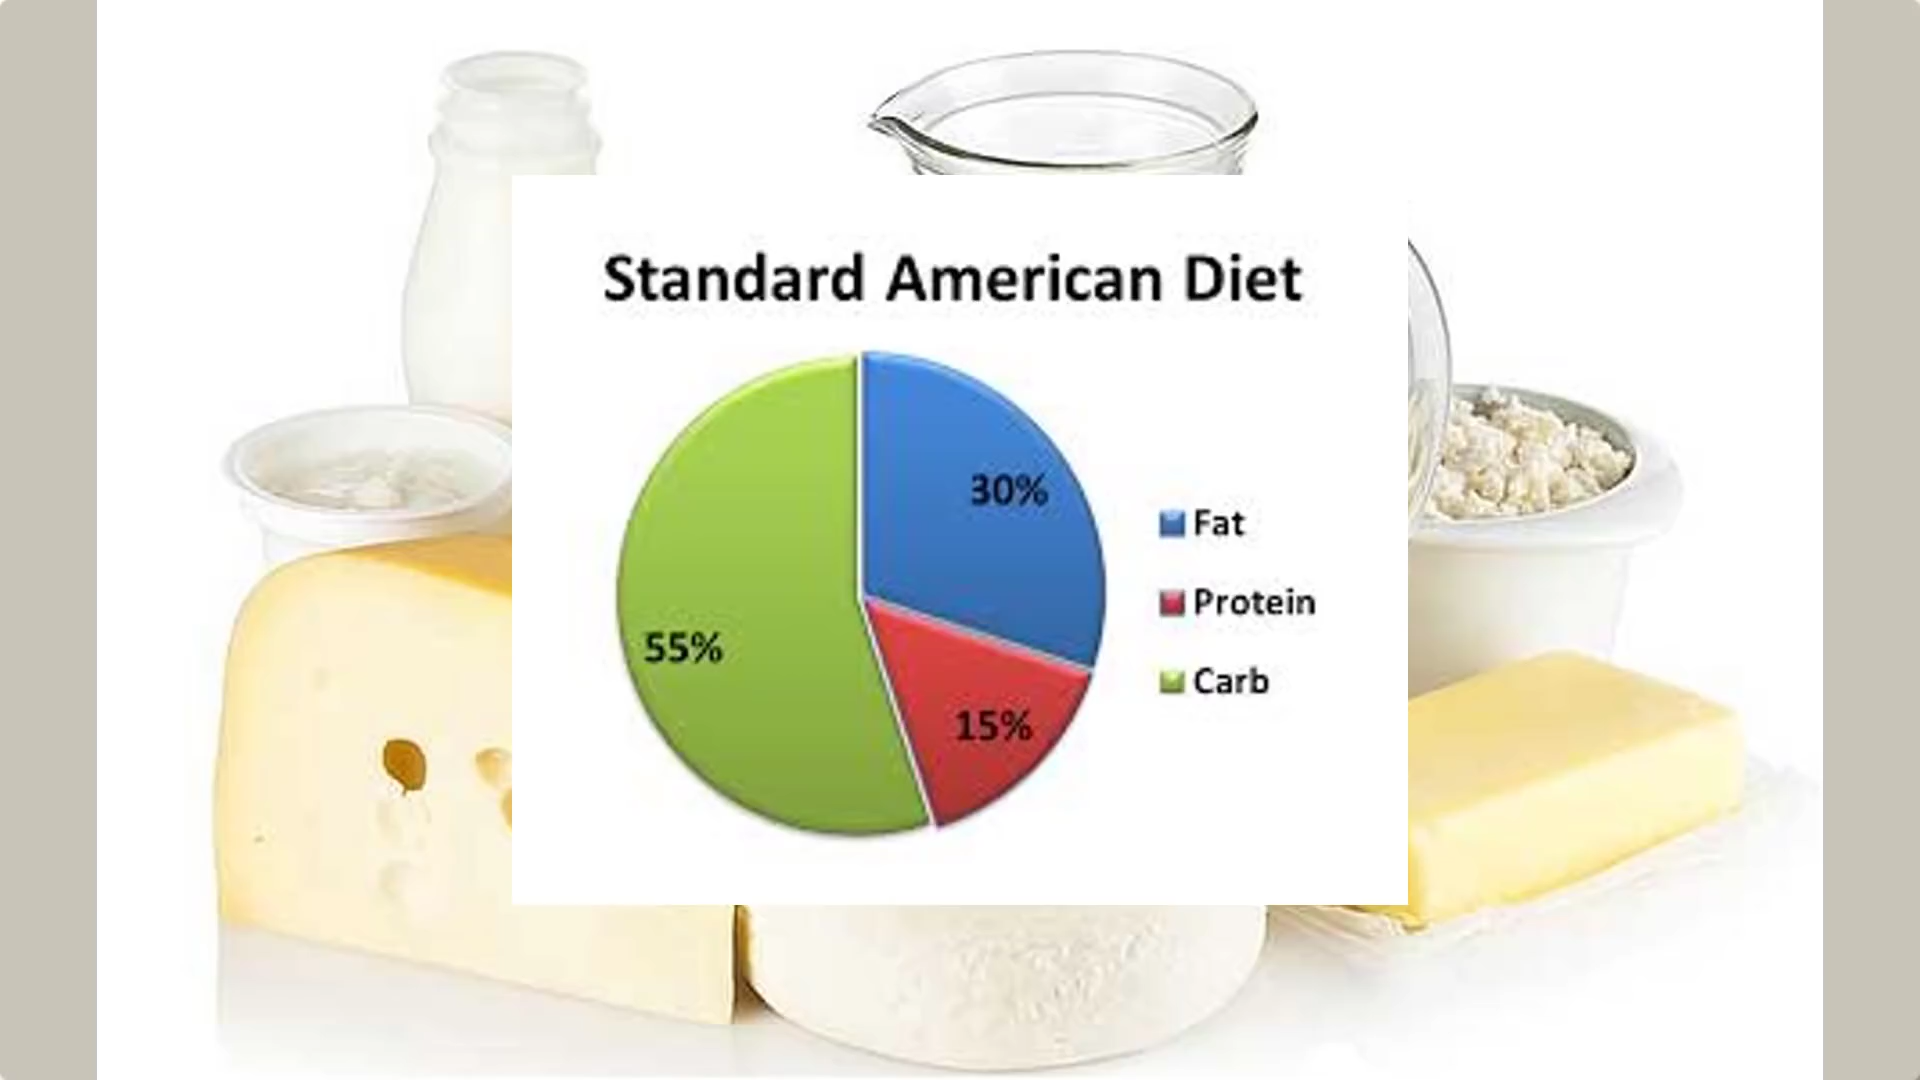 Standard American Diet
30%
Fat
Protein
55%
Carb
15%